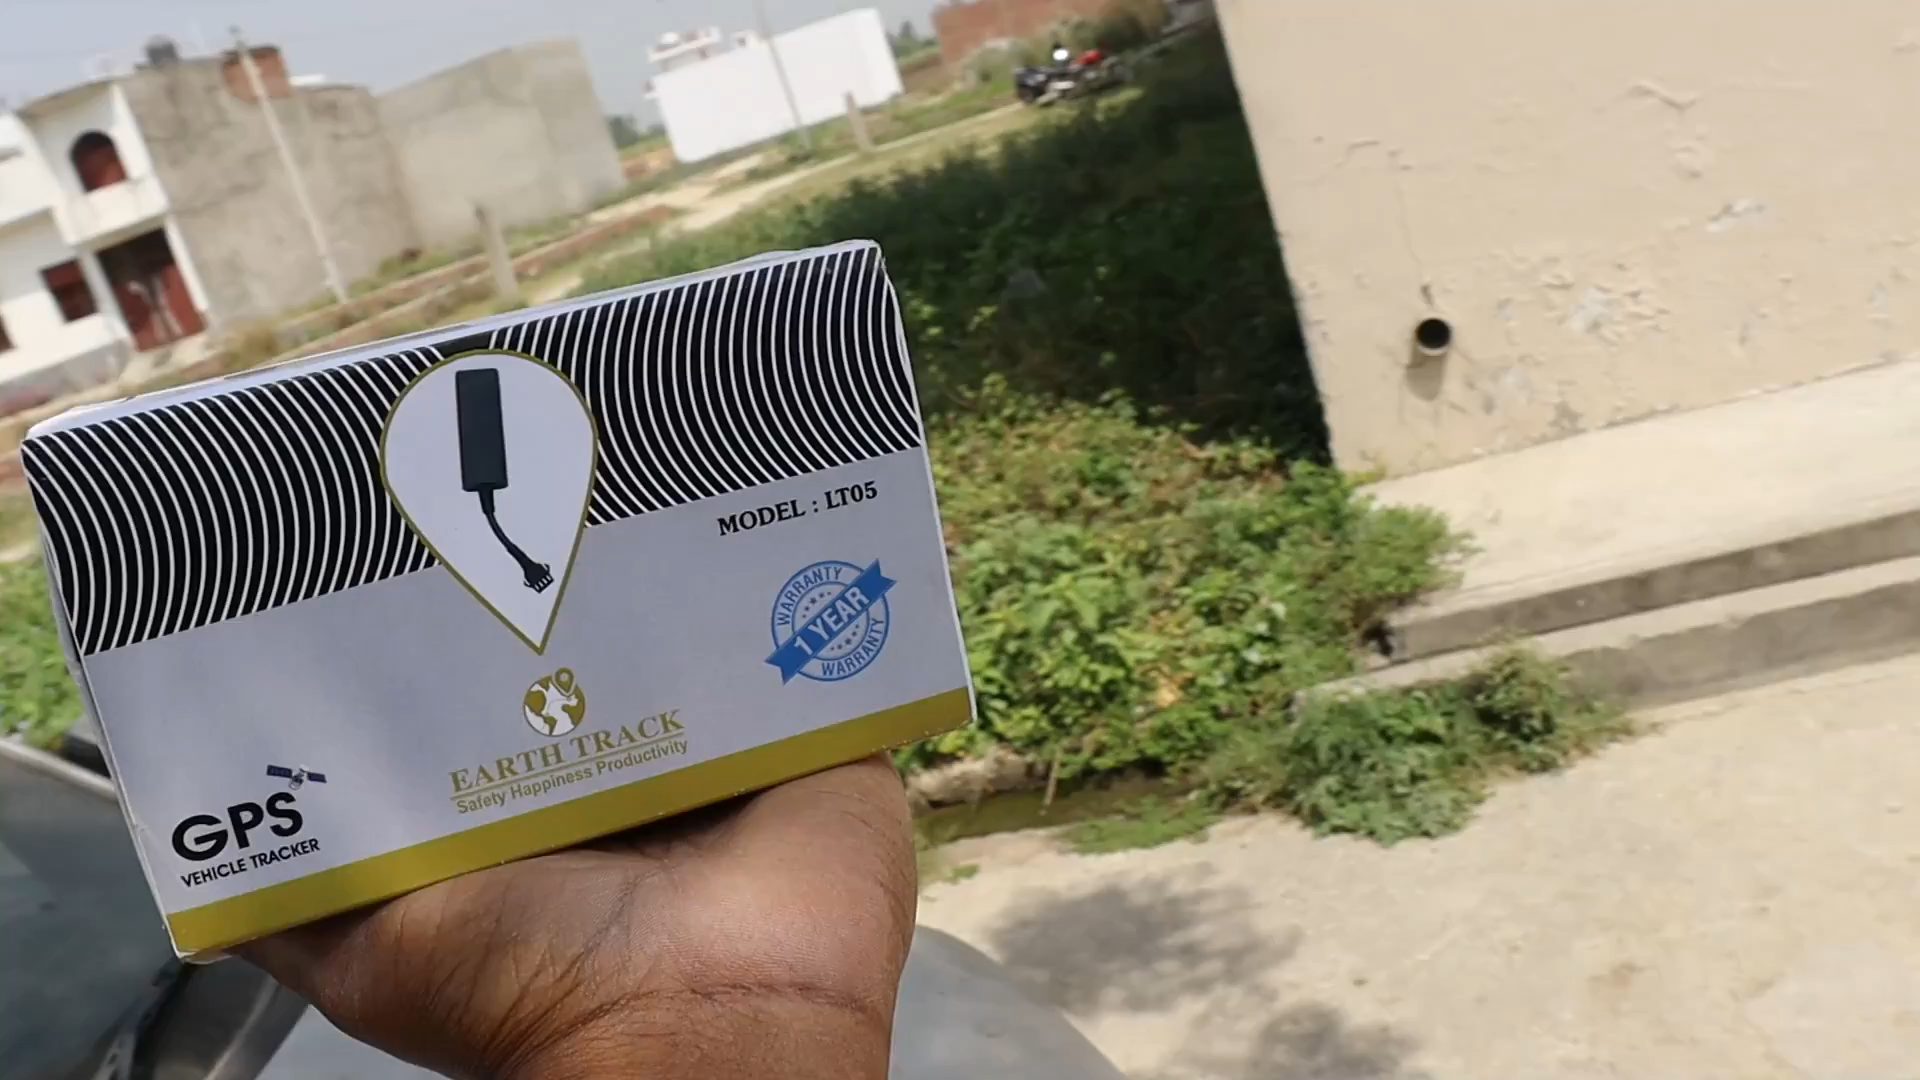 MODEL : LT05
WARRANTY
1 YEAR
WARRANTY
EARTH TRACK
Safety Happiness Productivity
GPS
VEHICLE TRACKER